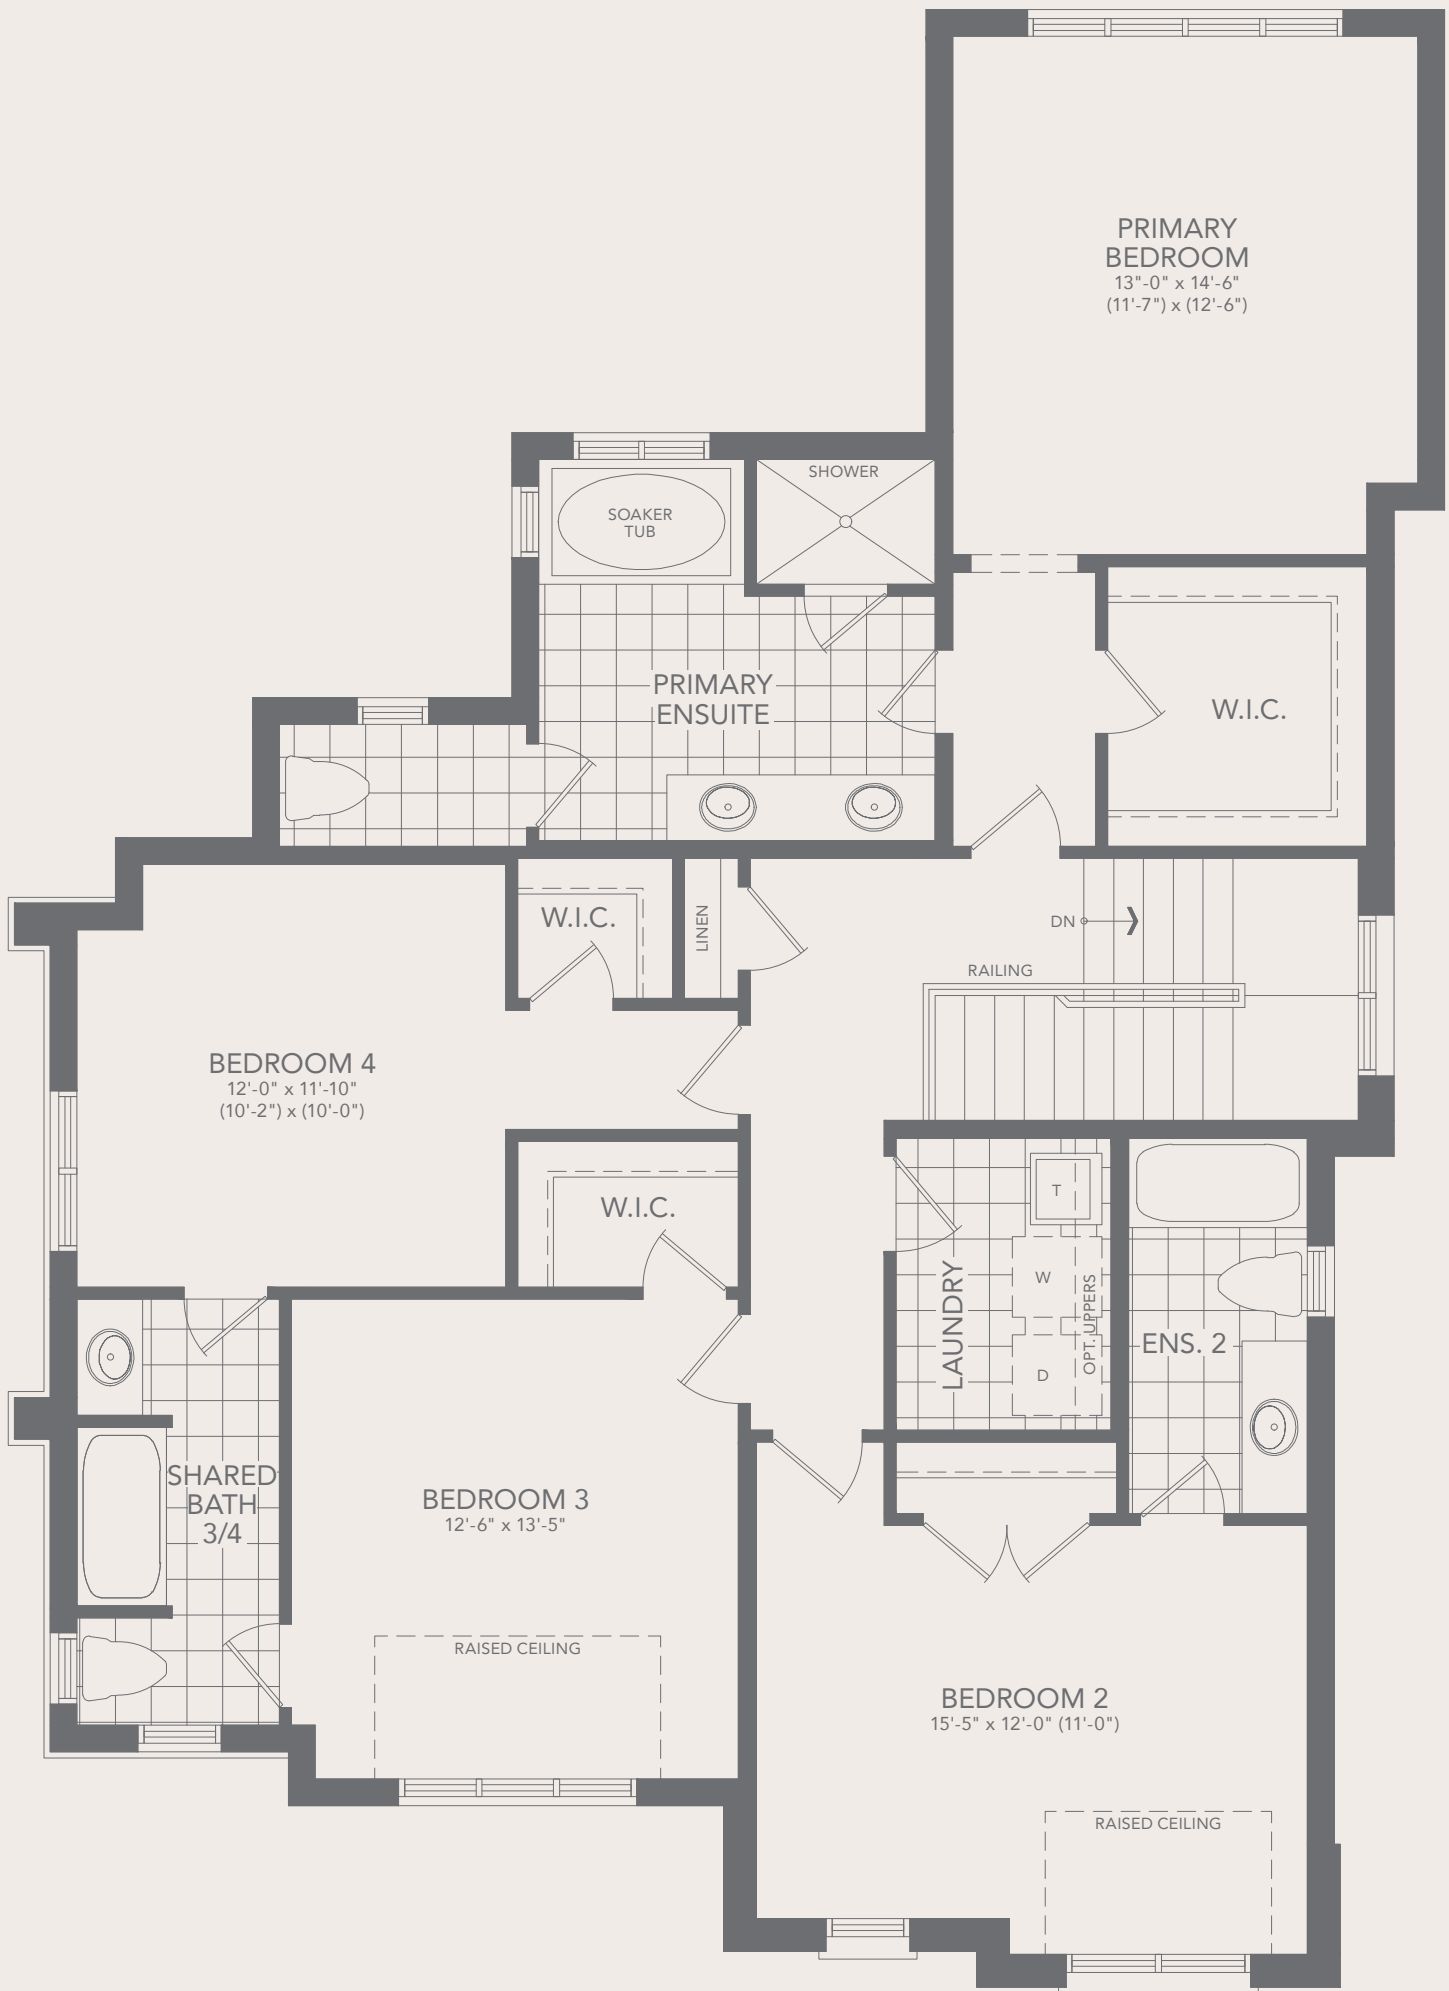 PRIMARY
BEDROOM
13"-0" x 14'-6"
(11'-7") x (12'-6")
SHOWER
SOAKER
TUB
PRIMARY
ENSUITE
W.I.C.
W.I.C.
LINEN
DN
RAILING
BEDROOM 4
12'-0" x 11'-10"
(10'-2") x (10'-0")
W.I.C.
T
W
D
OPT. UPPERS
LAUNDRY
ENS. 2
SHARED
BATH
3/4
BEDROOM 3
12'-6" x 13'-5"
RAISED CEILING
BEDROOM 2
15'-5" x 12'-0" (11'-0")
RAISED CEILING